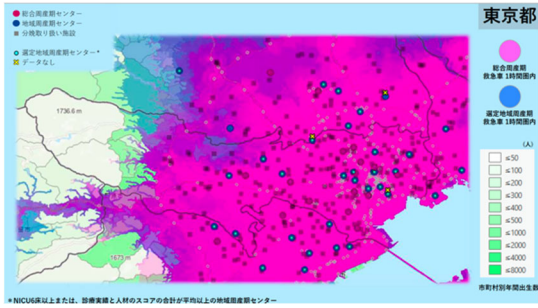 東京都
総合周産期センター
地域周産期センター
分娩取り扱い施設
選定地域周産期センター*
データなし
総合周産期
救急車 1時間圏内
選定地域周産期
救急車 1時間圏内
(人)
≤50
≤100
≤200
≤300
≤400
≤500
≤1000
≤2000
≤4000
≤8000
市町村別年間出生数
1736.6 m
1673 m
* NICU6床以上または、診療実績と人材のスコアの合計が平均以上の地域周産期センター